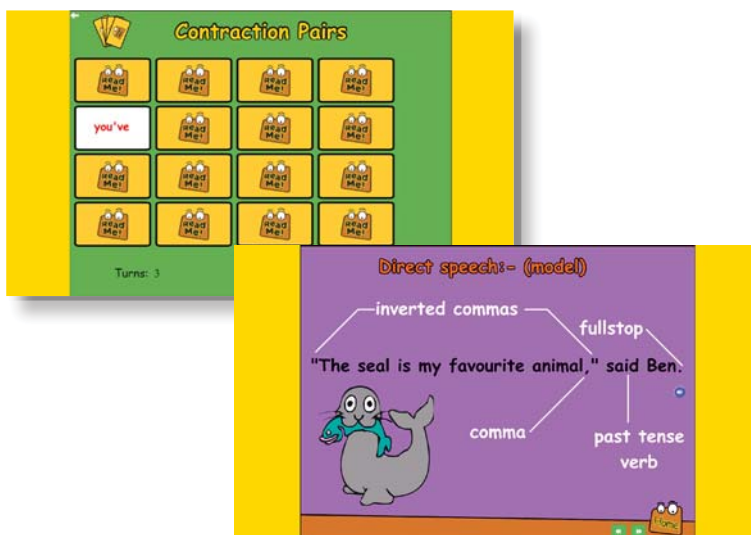 Contraction Pairs
Read Me! Read Me! Read Me! Read Me!
you've Read Me! Read Me! Read Me!
Read Me! Read Me! Read Me! Read Me!
Read Me! Read Me! Read Me! Read Me!
Turns: 3
Direct speech:- (model)
inverted commas
fullstop
"The seal is my favourite animal," said Ben.
comma
past tense
verb
Home